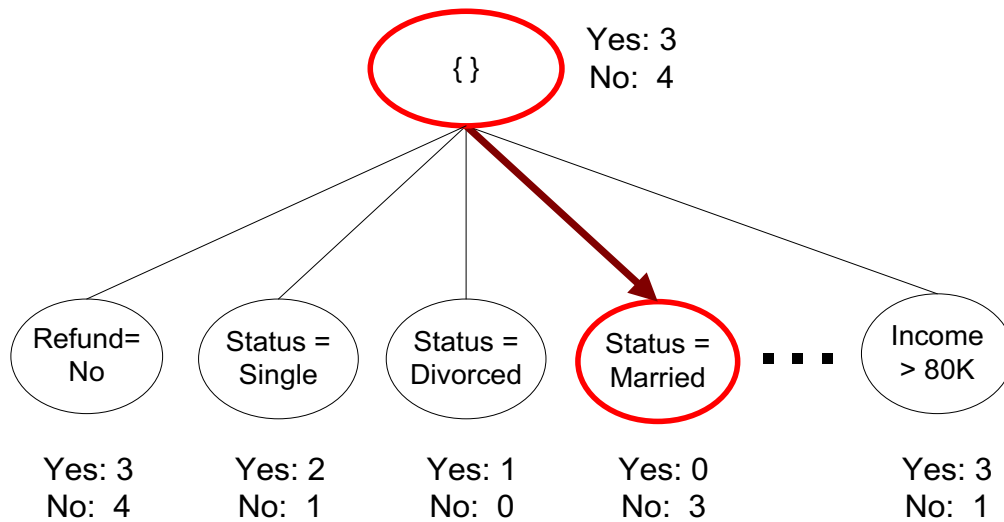 { }
Yes: 3
No: 4
Refund=
No
Status =
Single
Status =
Divorced
Status =
Married
Income
> 80K
Yes: 3
No: 4
Yes: 2
No: 1
Yes: 1
No: 0
Yes: 0
No: 3
Yes: 3
No: 1